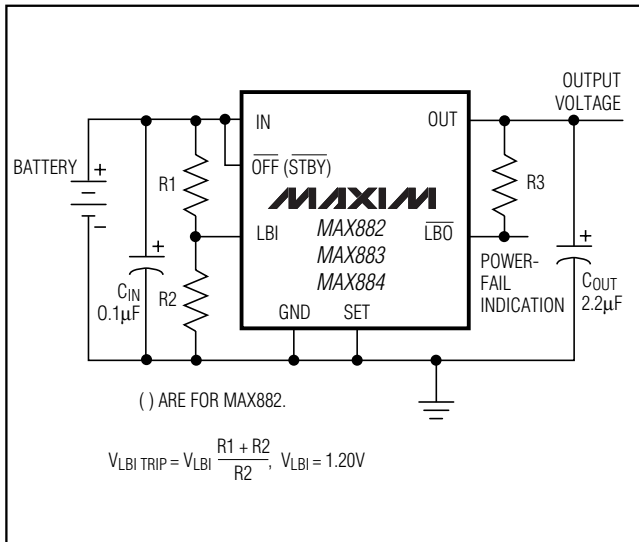 OUTPUT
VOLTAGE
IN
OUT
BATTERY
+
−
+
R1
OFF (STBY)
R3
MAXIM
LBI
MAX882
LBO
MAX883
MAX884
+
CIN
0.1µF
R2
POWER-
FAIL
INDICATION
+
COUT
2.2µF
GND
SET
( ) ARE FOR MAX882.
VLBI TRIP = VLBI (R1 + R2)/R2, VLBI = 1.20V